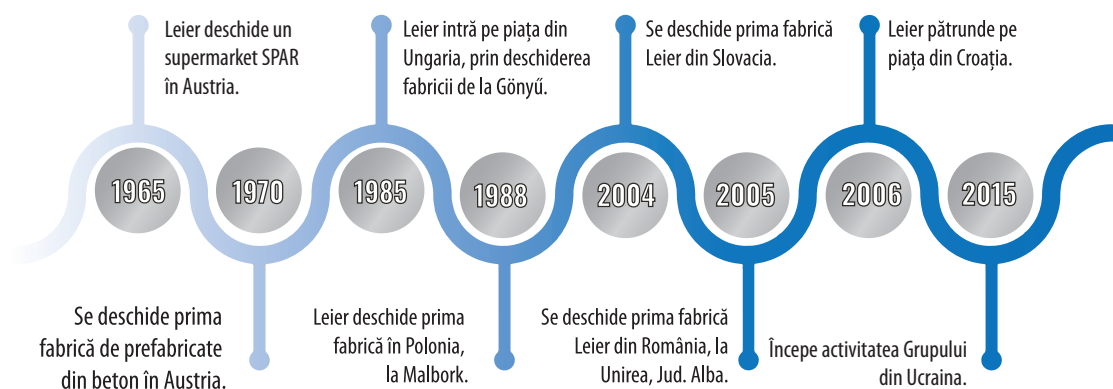 Leier deschide un
supermarket SPAR
în Austria.
Leier intră pe piața din
Ungaria, prin deschiderea
fabricii de la Gönyű.
Se deschide prima fabrică
Leier din Slovacia.
Leier pătrunde pe
piața din Croația.
1965
1970
1985
1988
2004
2005
2006
2015
Se deschide prima
fabrică de prefabricate
din beton în Austria.
Leier deschide prima
fabrică în Polonia,
la Malbork.
Se deschide prima fabrică
Leier din România, la
Unirea, Jud. Alba.
Începe activitatea Grupului
din Ucraina.